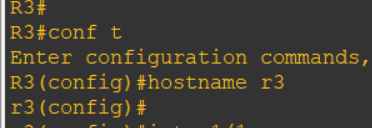 R3#
R3#conf t
Enter configuration commands,
R3(config)#hostname r3
r3(config)#